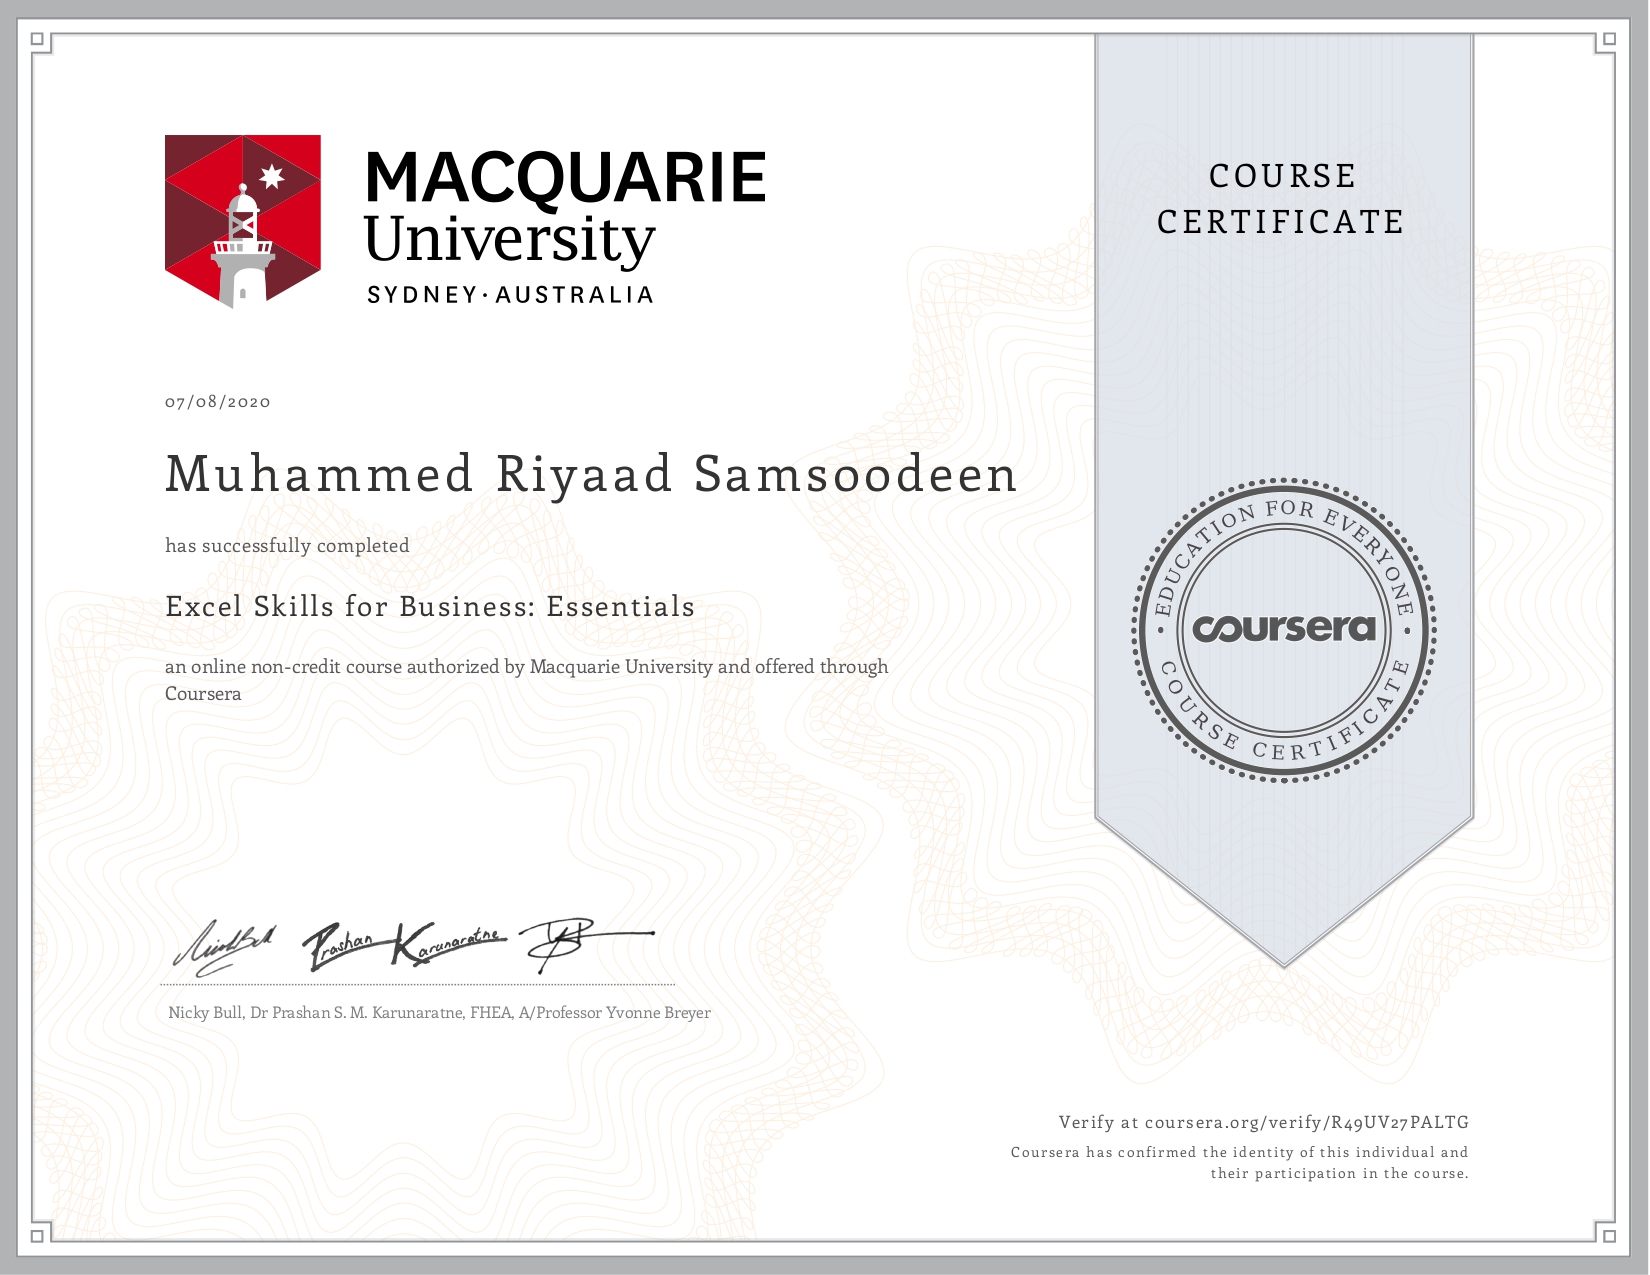 MACQUARIE
University
SYDNEY·AUSTRALIA
COURSE
CERTIFICATE
07/08/2020
Muhammed Riyaad Samsoodeen
has successfully completed
Excel Skills for Business: Essentials
an online non-credit course authorized by Macquarie University and offered through
Coursera
EDUCATION FOR EVERYONE
coursera
COURSE CERTIFICATE
Prashan Karunaratne
Nicky Bull, Dr Prashan S. M. Karunaratne, FHEA, A/Professor Yvonne Breyer
Verify at coursera.org/verify/R49UV27PALTG
Coursera has confirmed the identity of this individual and
their participation in the course.